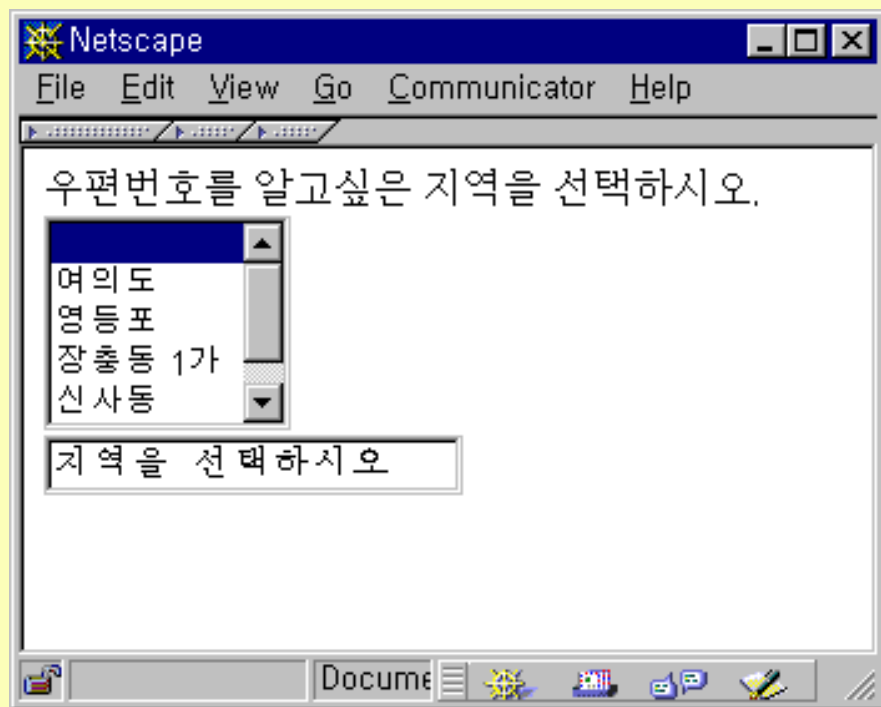 Netscape
File Edit View Go Communicator Help
우편번호를 알고싶은 지역을 선택하시오.
여의도
영등포
장충동 1가
신사동
지역을 선택하시오
Docume